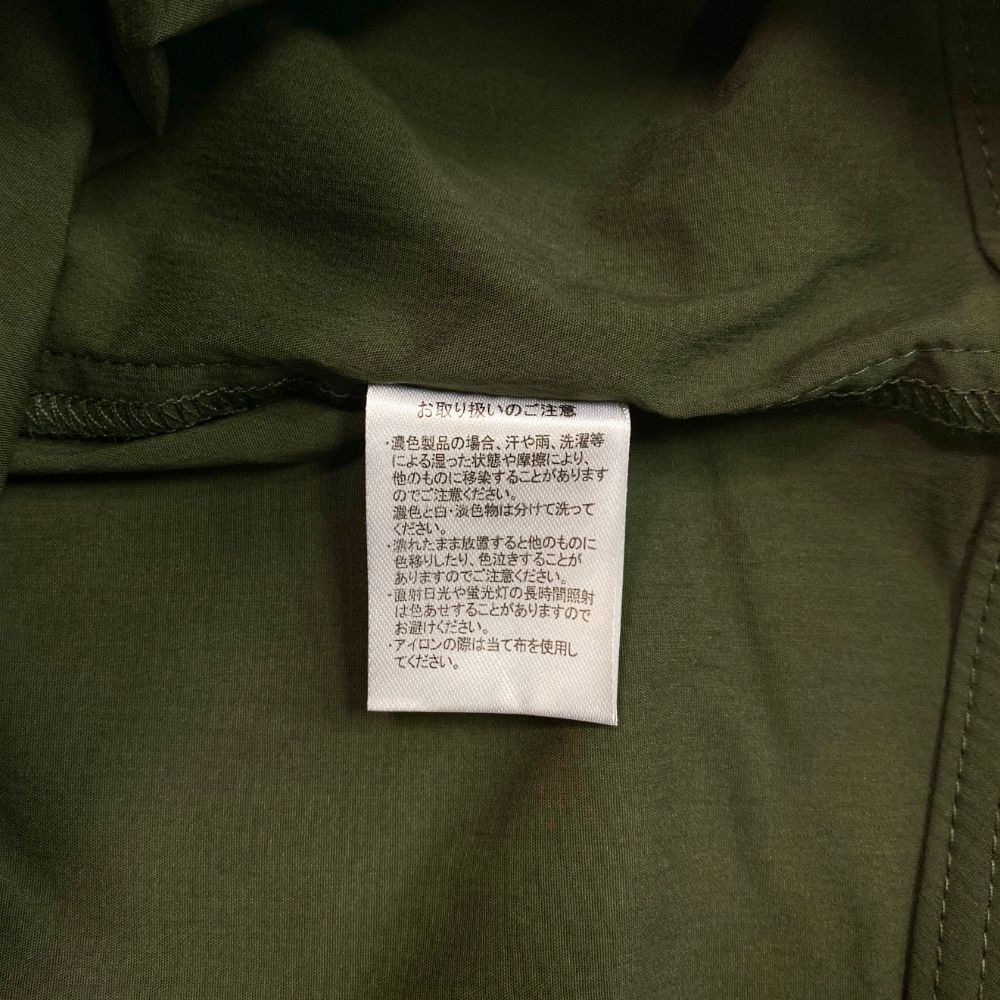 お取り扱いのご注意
・濃色製品の場合、汗や雨、洗濯等
による湿った状態や摩擦により、
他のものに移染することがあります
のでご注意ください。
濃色と白・淡色物は分けて洗って
ください。
・濡れたまま放置すると他のものに
色移りしたり、色泣きすることが
ありますのでご注意ください。
・直射日光や蛍光灯の長時間照射
は色あせすることがありますので
お避けください。
・アイロンの際は当て布を使用し
てください。